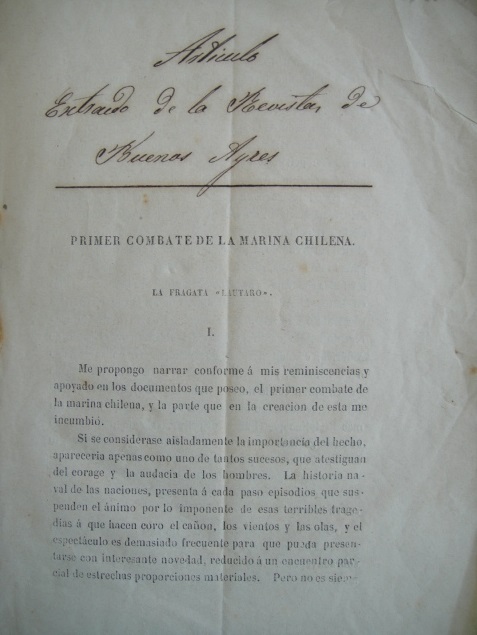 Articulo
Extraido de la Revista, de
Buenos Ayres
PRIMER COMBATE DE LA MARINA CHILENA.
LA FRAGATA «LAUTARO».
I.
Me propongo narrar conforme á mis reminiscencias y
apoyado en los documentos que poseo, el primer combate de
la marina chilena, y la parte que en la creacion de esta me
incumbió.
Si se considerase aisladamente la importancia del hecho,
apareceria apenas como uno de tantos sucesos, que atestiguan
del corage y la audacia de los hombres. La historia na-
val de las naciones, presenta á cada paso episodios que sus-
penden el ánimo por lo imponente de esas terribles trage-
dias á que hacen coro el cañon, los vientos y las olas, y el
espectáculo es demasiado frecuente para que pueda presen-
tarse con interesante novedad, reducido á un encuentro par-
cial de estrechas proporciones materiales. Pero no es siem-